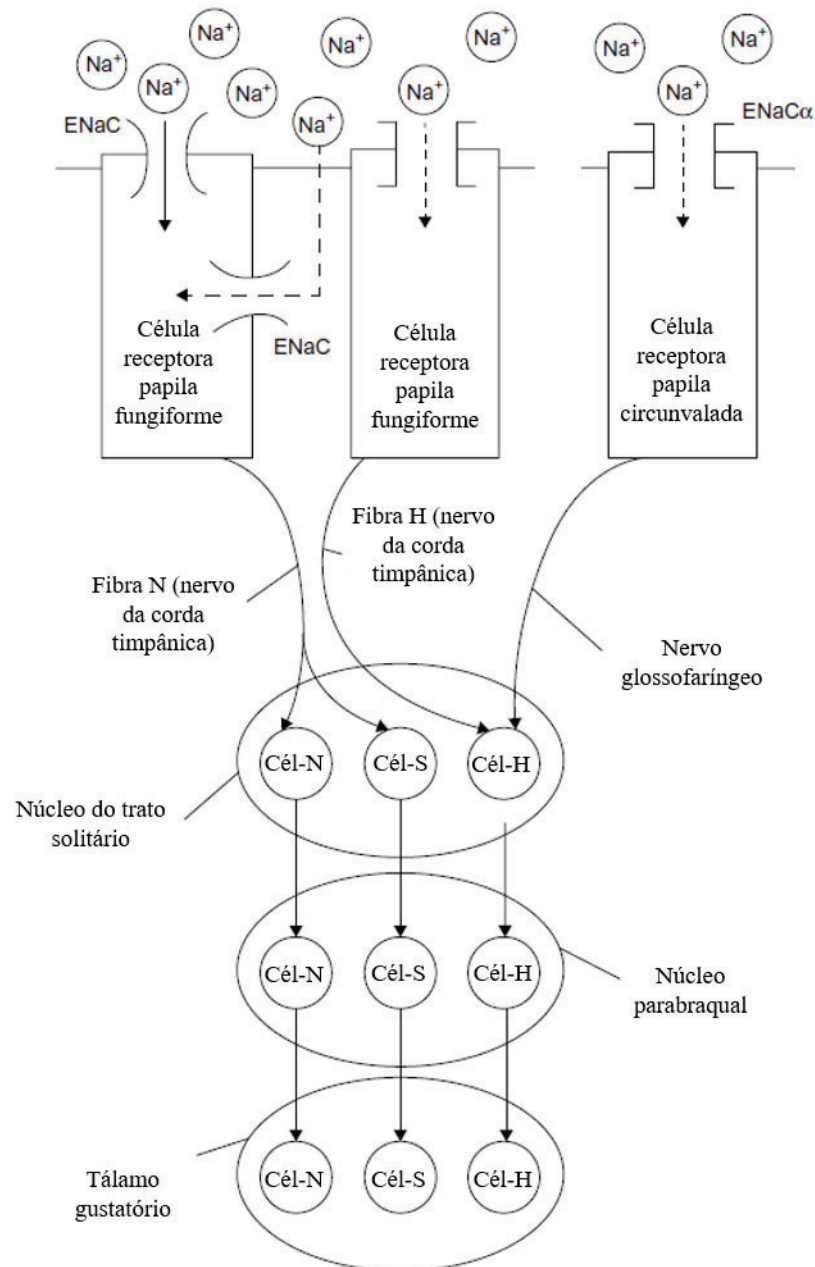 Na+
Na+
Na+
Na+
Na+
Na+
Na+
Na+
Na+
Na+
Na+
Na+
ENaC
ENaCα
ENaC
Célula
receptora
papila
fungiforme
Célula
receptora
papila
fungiforme
Célula
receptora
papila
circunvalada
Fibra N (nervo
da corda
timpânica)
Fibra H (nervo
da corda
timpânica)
Nervo
glossofaríngeo
Cél-N
Cél-S
Cél-H
Núcleo do trato
solitário
Cél-N
Cél-S
Cél-H
Núcleo
parabraqual
Cél-N
Cél-S
Cél-H
Tálamo
gustatório